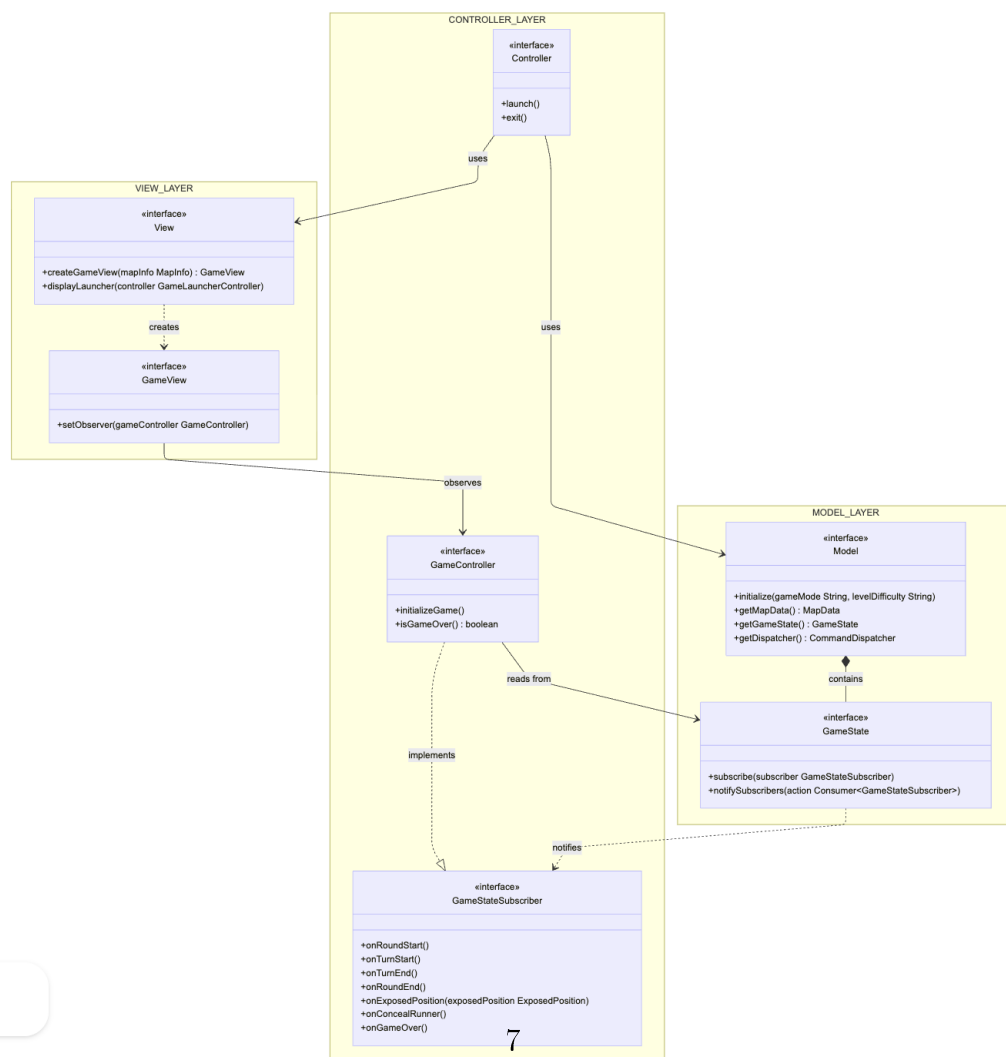 CONTROLLER_LAYER
«interface»
Controller
+launch()
+exit()
uses
uses
VIEW_LAYER
«interface»
View
+createGameView(mapInfo MapInfo) : GameView
+displayLauncher(controller GameLauncherController)
creates
«interface»
GameView
+setObserver(gameController GameController)
observes
«interface»
GameController
+initializeGame()
+isGameOver() : boolean
reads from
implements
MODEL_LAYER
«interface»
Model
+initialize(gameMode String, levelDifficulty String)
+getMapData() : MapData
+getGameState() : GameState
+getDispatcher() : CommandDispatcher
contains
«interface»
GameState
+subscribe(subscriber GameStateSubscriber)
+notifySubscribers(action Consumer<GameStateSubscriber>)
notifies
«interface»
GameStateSubscriber
+onRoundStart()
+onTurnStart()
+onTurnEnd()
+onRoundEnd()
+onExposedPosition(exposedPosition ExposedPosition)
+onConcealRunner()
+onGameOver()
7